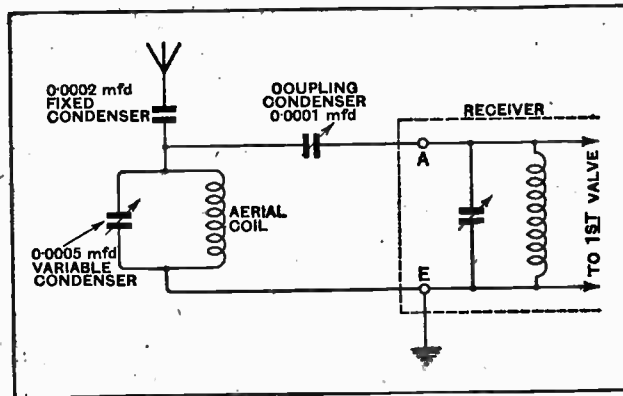 0·0002 mfd
FIXED
CONDENSER
COUPLING
CONDENSER
0·0001 mfd
RECEIVER
A
AERIAL
COIL
0·0005 mfd
VARIABLE
CONDENSER
E
TO 1ST VALVE